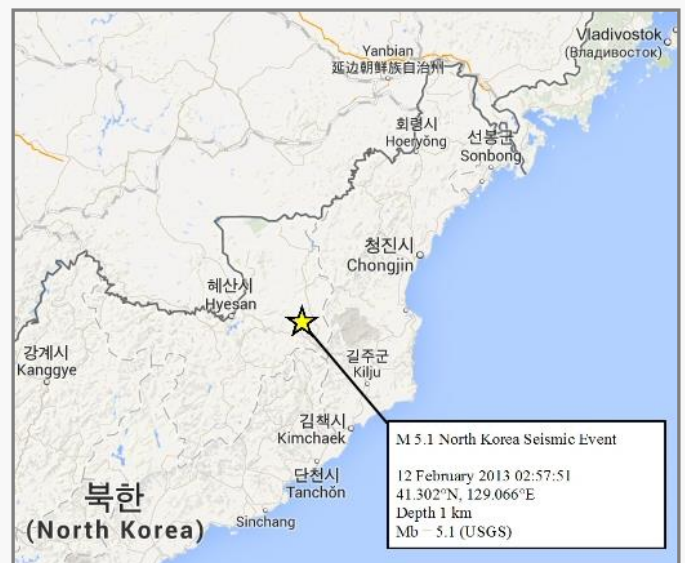 Vladivostok
(Владивосток)
Yanbian
延边朝鲜族自治州
회령시
Hoeryŏng
선봉군
Sonbong
청진시
Chongjin
혜산시
Hyesan
강계시
Kanggye
길주군
Kilju
김책시
Kimchaek
단천시
Tanchŏn
Sinchang
북한
(North Korea)
M 5.1 North Korea Seismic Event
12 February 2013 02:57:51
41.302°N, 129.066°E
Depth 1 km
Mb = 5.1 (USGS)